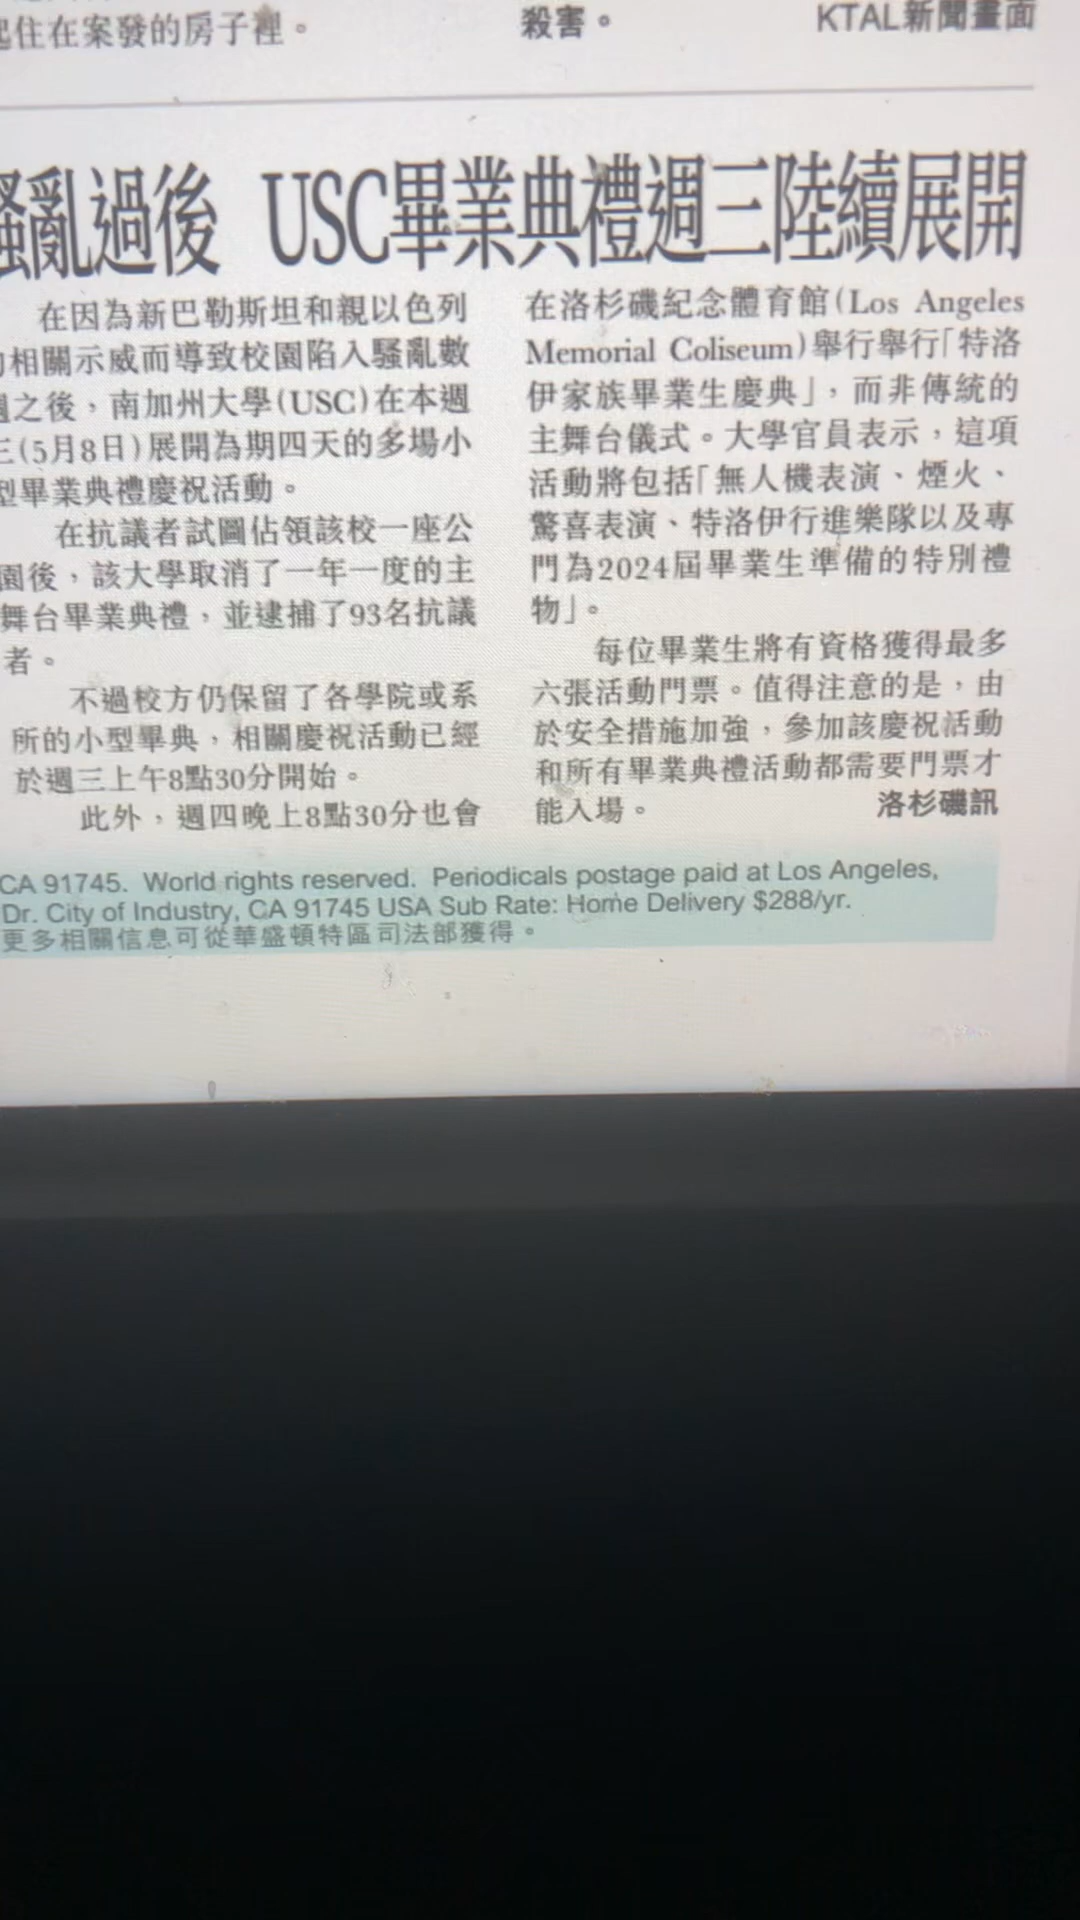 起住在案發的房子裡。
殺害。
KTAL新聞畫面
騷亂過後 USC畢業典禮週三陸續展開
在因為新巴勒斯坦和親以色列
的相關示威而導致校園陷入騷亂數
週之後，南加州大學(USC)在本週
三(5月8日)展開為期四天的多場小
型畢業典禮慶祝活動。
在抗議者試圖佔領該校一座公
園後，該大學取消了一年一度的主
舞台畢業典禮，並逮捕了93名抗議
者。
不過校方仍保留了各學院或系
所的小型畢典，相關慶祝活動已經
於週三上午8點30分開始。
此外，週四晚上8點30分也會
在洛杉磯紀念體育館(Los Angeles
Memorial Coliseum)舉行舉行「特洛
伊家族畢業生慶典」，而非傳統的
主舞台儀式。大學官員表示，這項
活動將包括「無人機表演、煙火、
驚喜表演、特洛伊行進樂隊以及專
門為2024屆畢業生準備的特別禮
物」。
每位畢業生將有資格獲得最多
六張活動門票。值得注意的是，由
於安全措施加強，參加該慶祝活動
和所有畢業典禮活動都需要門票才
能入場。 洛杉磯訊
CA 91745. World rights reserved. Periodicals postage paid at Los Angeles,
Dr. City of Industry, CA 91745 USA Sub Rate: Home Delivery $288/yr.
更多相關信息可從華盛頓特區司法部獲得。